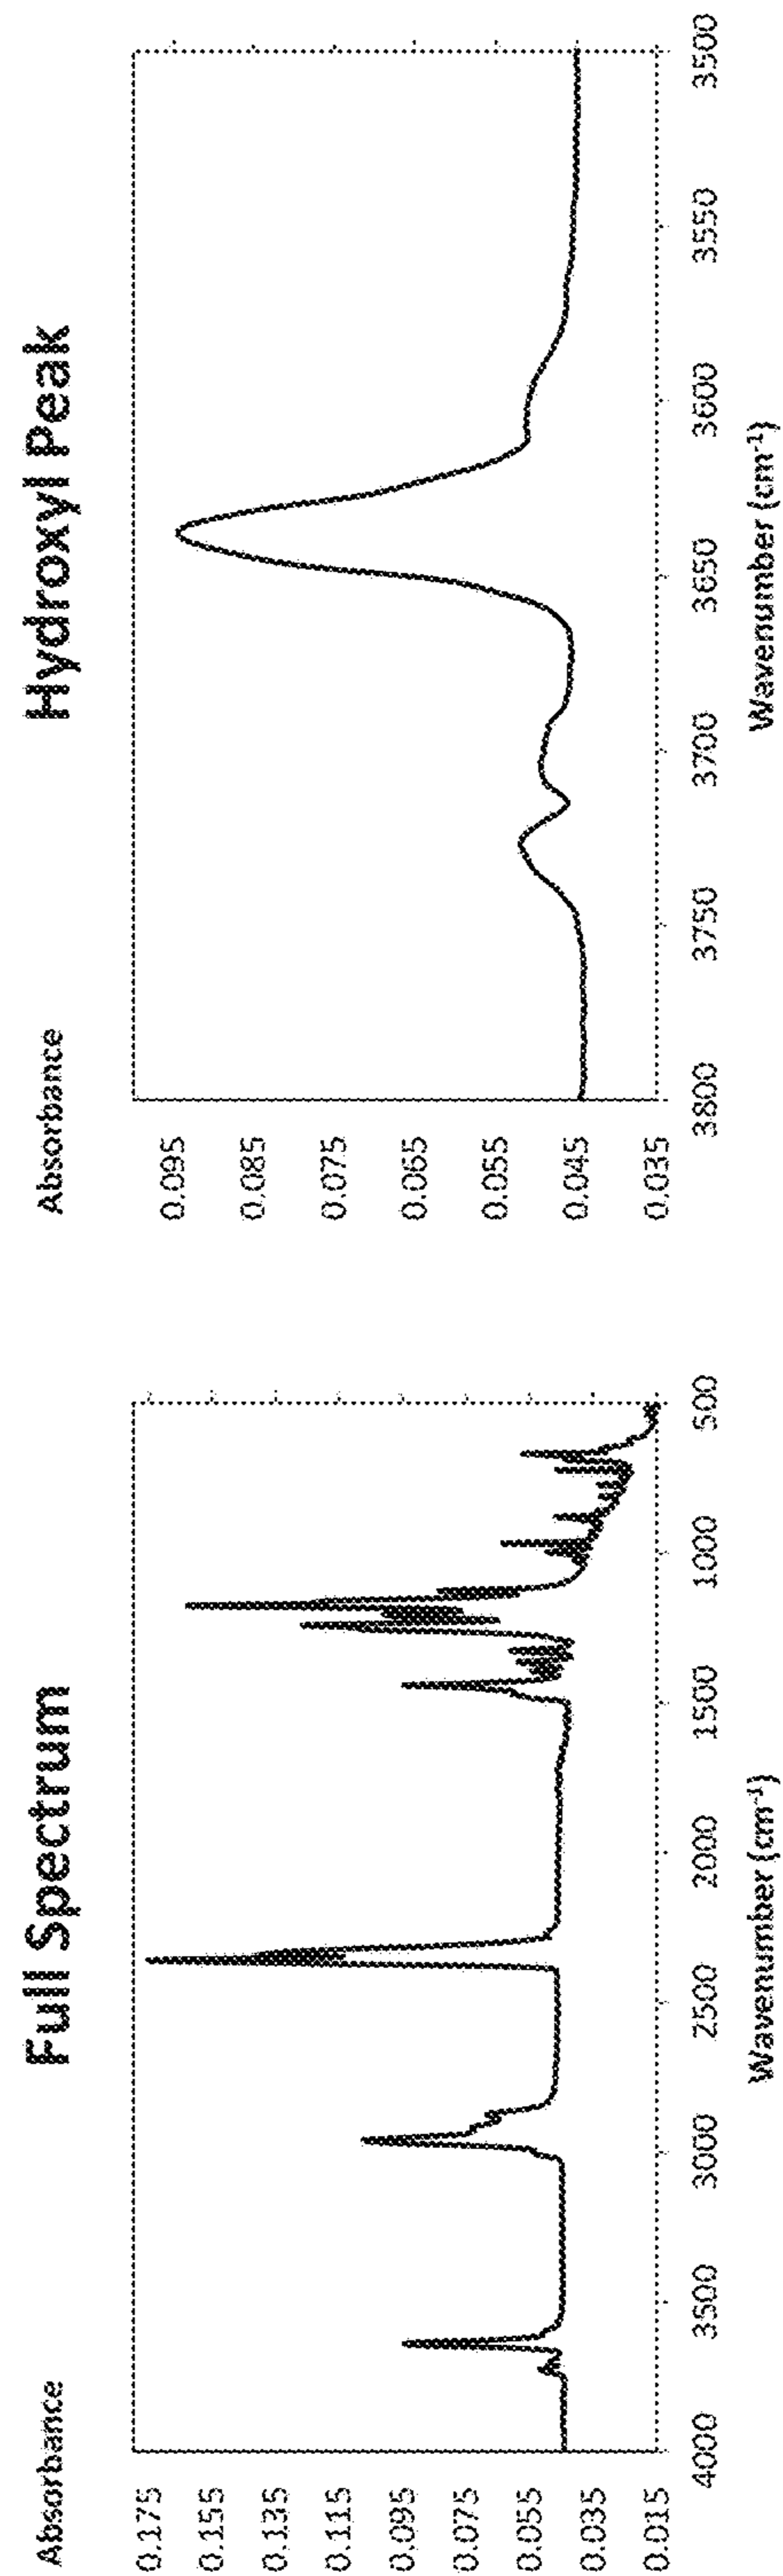 Full Spectrum
Absorbance
0.175
0.155
0.135
0.115
0.095
0.075
0.055
0.035
0.015
4000 3500 3000 2500 2000 1500 1000 500
Wavenumber (cm⁻¹)
Hydroxyl Peak
Absorbance
0.095
0.085
0.075
0.065
0.055
0.045
0.035
3800 3750 3700 3650 3600 3550 3500
Wavenumber (cm⁻¹)